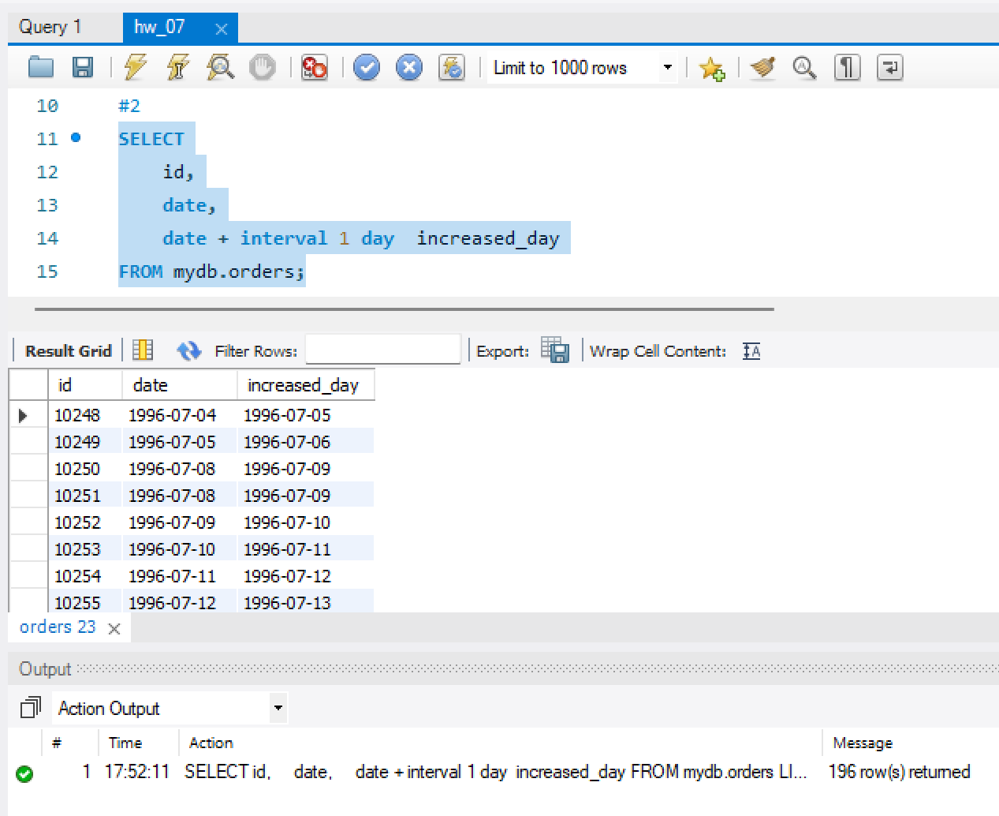 Query 1 hw_07
Limit to 1000 rows
10 #2
11 SELECT
12 id,
13 date,
14 date + interval 1 day  increased_day
15 FROM mydb.orders;
Result Grid Filter Rows: Export: Wrap Cell Content:
id date increased_day
10248 1996-07-04 1996-07-05
10249 1996-07-05 1996-07-06
10250 1996-07-08 1996-07-09
10251 1996-07-08 1996-07-09
10252 1996-07-09 1996-07-10
10253 1996-07-10 1996-07-11
10254 1996-07-11 1996-07-12
10255 1996-07-12 1996-07-13
orders 23
Output
Action Output
# Time Action Message
1 17:52:11 SELECT id, date, date + interval 1 day increased_day FROM mydb.orders LI... 196 row(s) returned